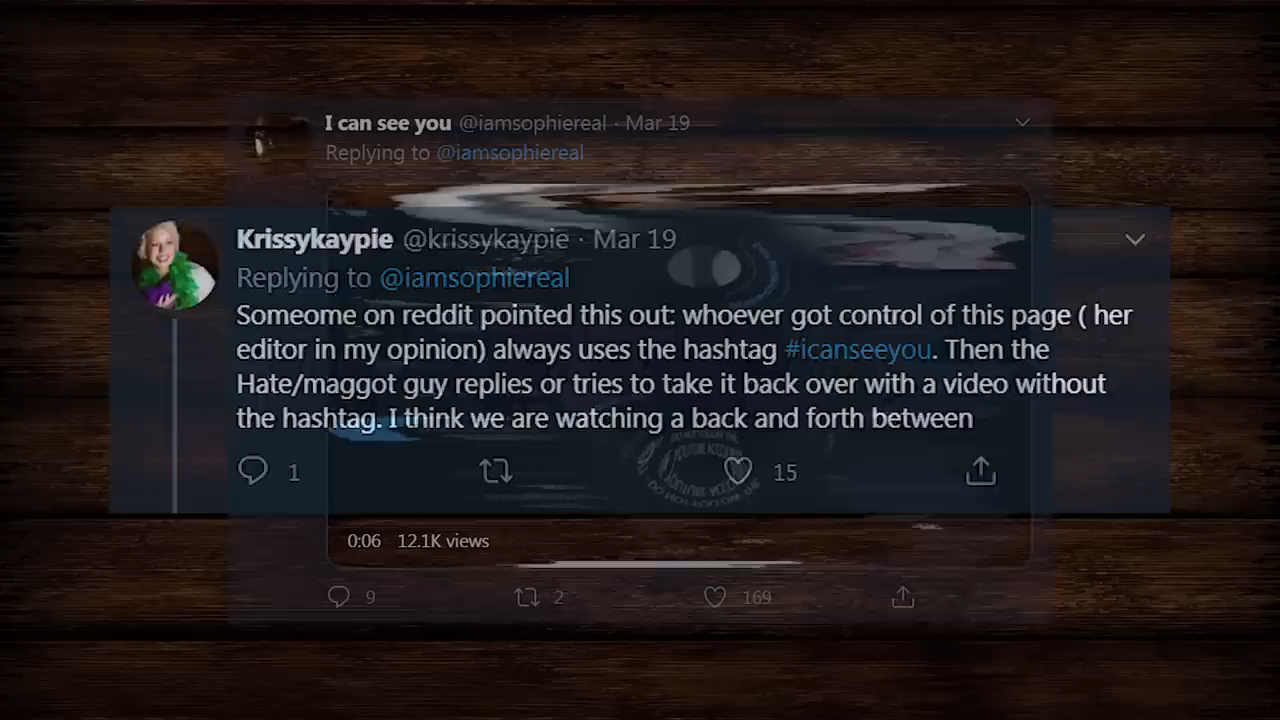 I can see you @iamsophiereal · Mar 19
Replying to @iamsophiereal
Krissykaypie @krissykaypie · Mar 19
Replying to @iamsophiereal
Someome on reddit pointed this out: whoever got control of this page ( her
editor in my opinion) always uses the hashtag #icanseeyou. Then the
Hate/maggot guy replies or tries to take it back over with a video without
the hashtag. I think we are watching a back and forth between
1
15
0:06 12.1K views
9
2
169